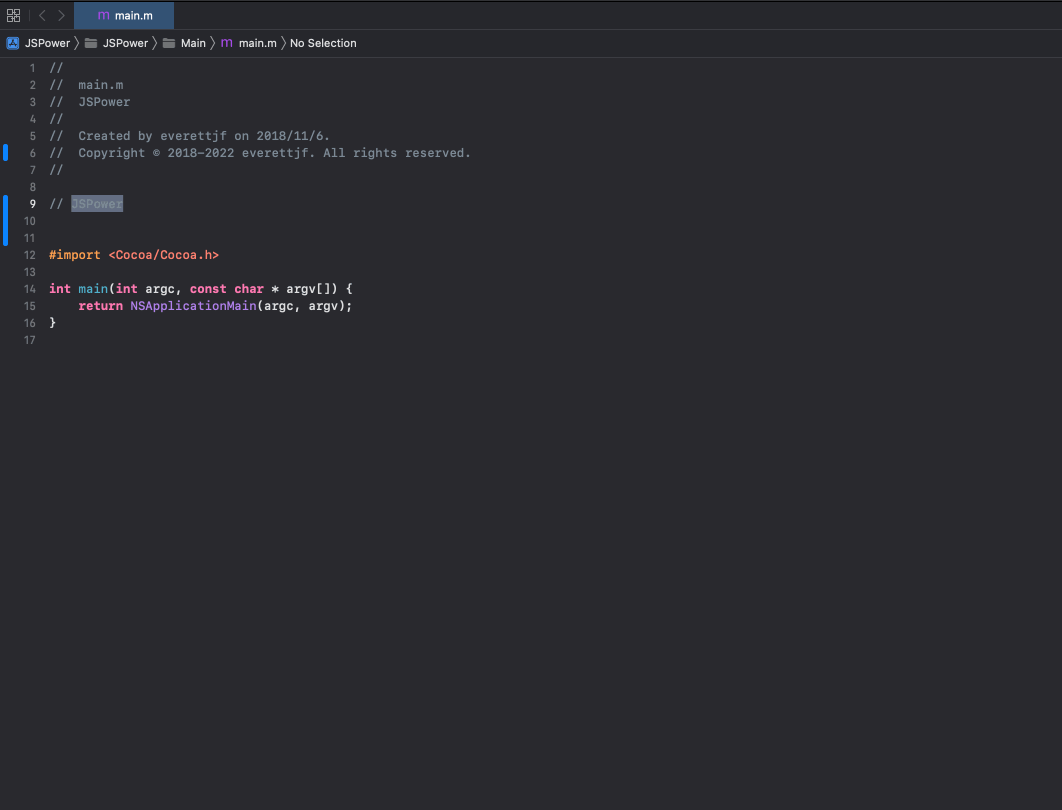 m main.m
JSPower JSPower Main m main.m No Selection
1 //
2 //  main.m
3 //  JSPower
4 //
5 //  Created by everettjf on 2018/11/6.
6 //  Copyright © 2018-2022 everettjf. All rights reserved.
7 //
8
9 // JSPower
10
11
12 #import <Cocoa/Cocoa.h>
13
14 int main(int argc, const char * argv[]) {
15     return NSApplicationMain(argc, argv);
16 }
17